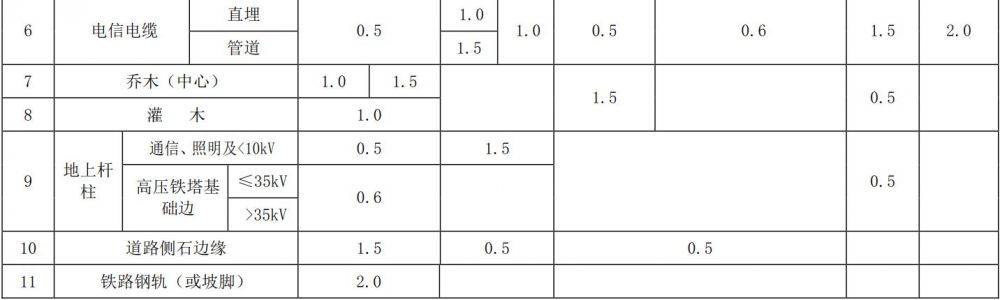 6 电信电缆 直埋 0.5 1.0 1.0 0.5 0.6 1.5 2.0
管道 1.5
7 乔木（中心） 1.0 1.5 1.5 0.5
8 灌 木 1.0
9 地上杆柱 通信、照明及<10kV 0.5 1.5 0.5
高压铁塔基础边 ≤35kV 0.6
>35kV
10 道路侧石边缘 1.5 0.5 0.5
11 铁路钢轨（或坡脚） 2.0